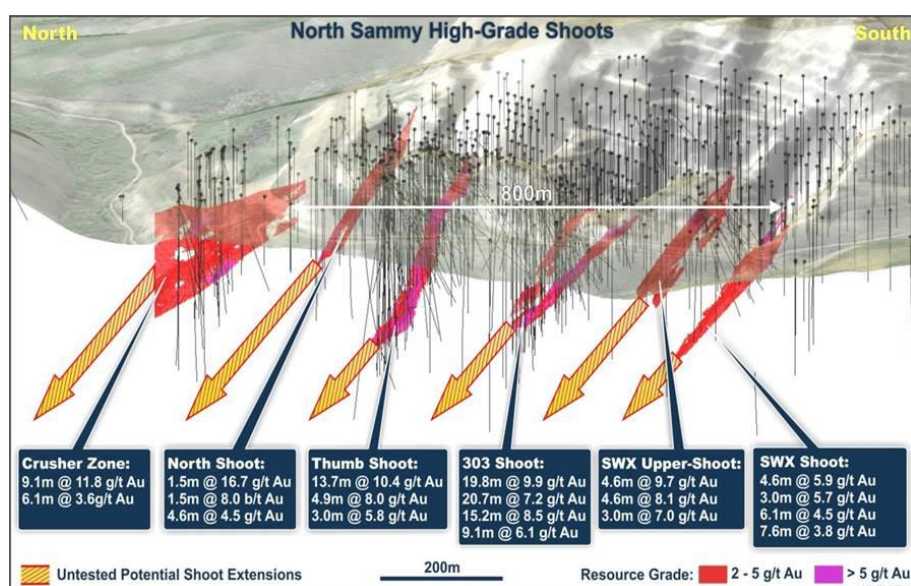 North
North Sammy High-Grade Shoots
South
800m
Crusher Zone:
9.1m @ 11.8 g/t Au
6.1m @ 3.6g/t Au
North Shoot:
1.5m @ 16.7 g/t Au
1.5m @ 8.0 b/t Au
4.6m @ 4.5 g/t Au
Thumb Shoot:
13.7m @ 10.4 g/t Au
4.9m @ 8.0 g/t Au
3.0m @ 5.8 g/t Au
303 Shoot:
19.8m @ 9.9 g/t Au
20.7m @ 7.2 g/t Au
15.2m @ 8.5 g/t Au
9.1m @ 6.1 g/t Au
SWX Upper-Shoot:
4.6m @ 9.7 g/t Au
4.6m @ 8.1 g/t Au
3.0m @ 7.0 g/t Au
SWX Shoot:
4.6m @ 5.9 g/t Au
3.0m @ 5.7 g/t Au
6.1m @ 4.5 g/t Au
7.6m @ 3.8 g/t Au
Untested Potential Shoot Extensions
200m
Resource Grade:
2 - 5 g/t Au
> 5 g/t Au